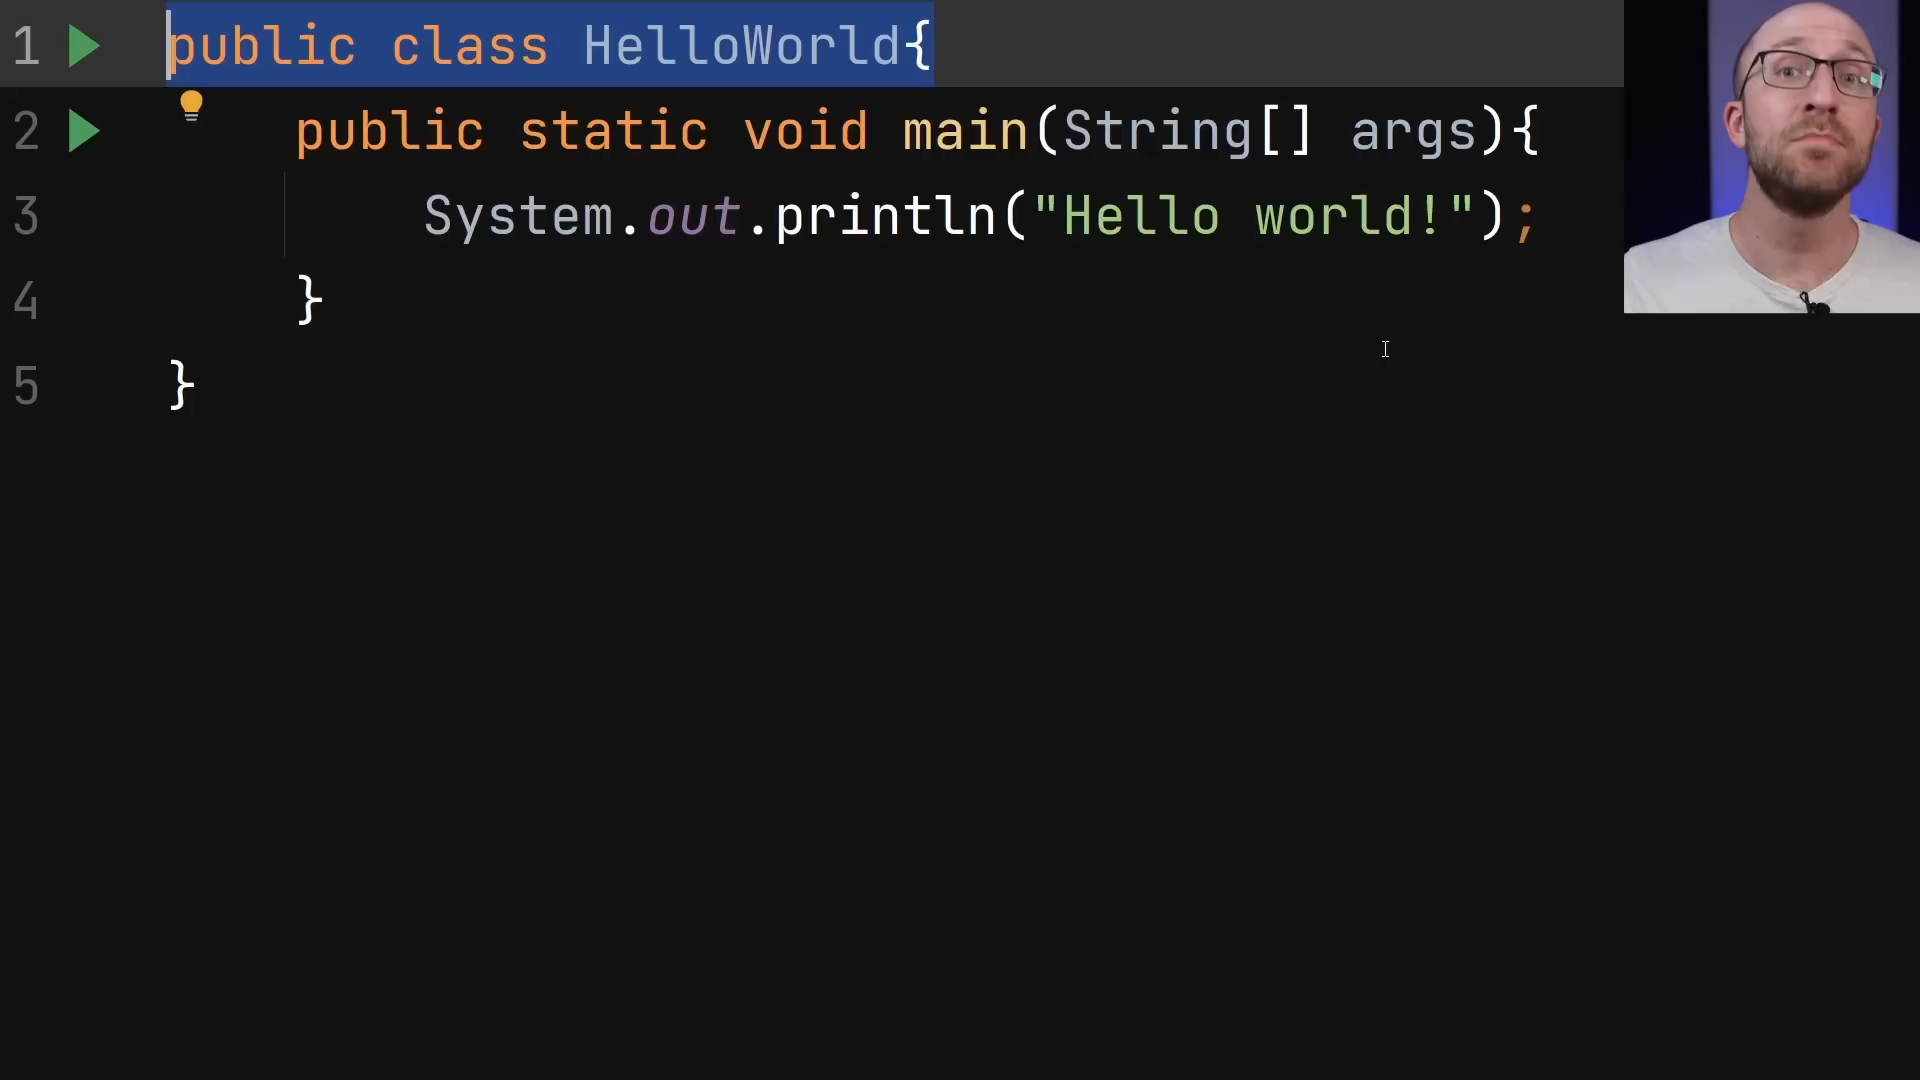 1 public class HelloWorld{
2 public static void main(String[] args){
3 System.out.println("Hello world!");
4 }
5 }